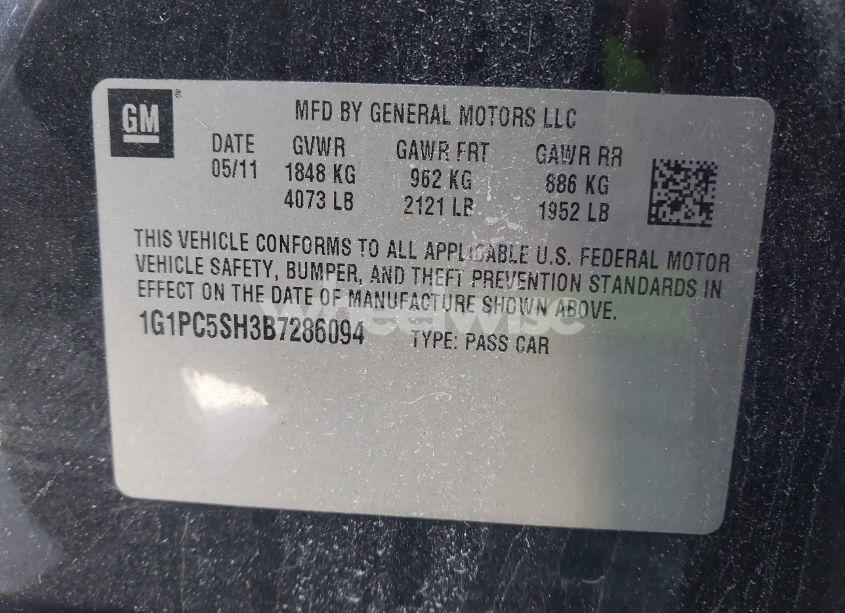 GM ®
MFD BY GENERAL MOTORS LLC
DATE GVWR GAWR FRT GAWR RR
05/11 1848 KG 962 KG 886 KG
4073 LB 2121 LB 1952 LB
THIS VEHICLE CONFORMS TO ALL APPLICABLE U.S. FEDERAL MOTOR
VEHICLE SAFETY, BUMPER, AND THEFT PREVENTION STANDARDS IN
EFFECT ON THE DATE OF MANUFACTURE SHOWN ABOVE.
wheelwise
1G1PC5SH3B7286094 TYPE: PASS CAR